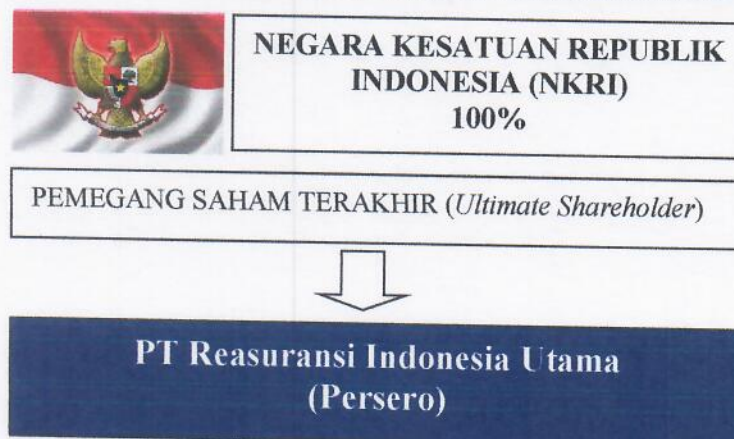 NEGARA KESATUAN REPUBLIK
INDONESIA (NKRI)
100%
PEMEGANG SAHAM TERAKHIR (Ultimate Shareholder)
PT Reasuransi Indonesia Utama
(Persero)